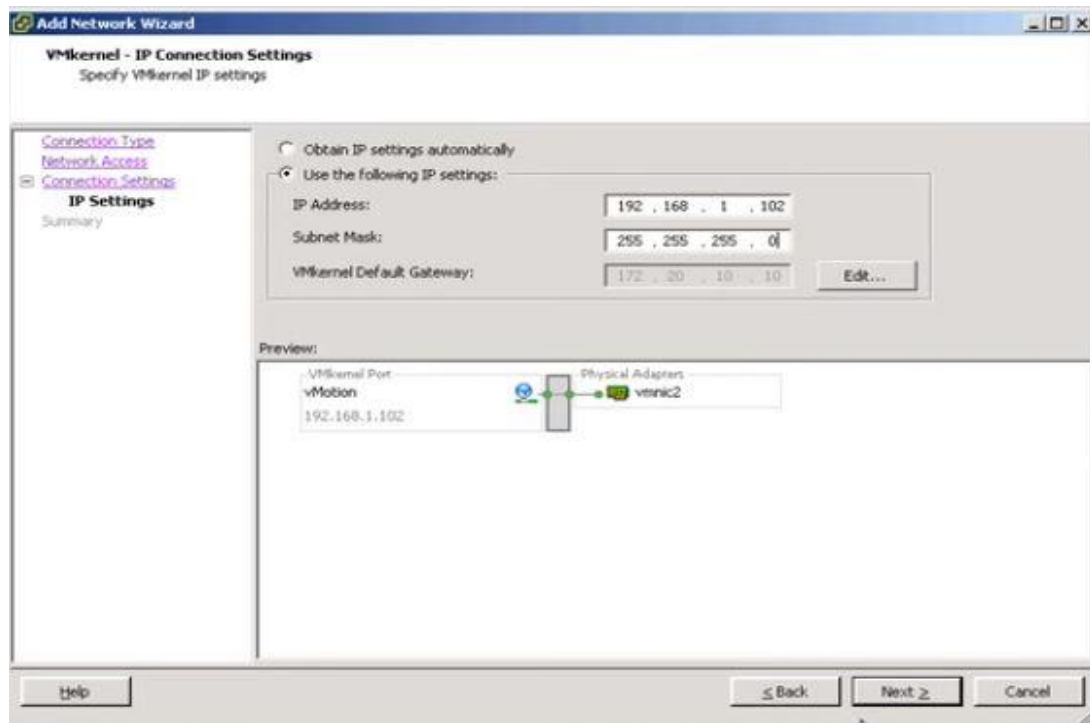 Add Network Wizard
VMkernel - IP Connection Settings
Specify VMkernel IP settings
Connection Type
Network Access
Connection Settings
IP Settings
Summary
Obtain IP settings automatically
Use the following IP settings:
IP Address: 192 . 168 . 1 . 102
Subnet Mask: 255 . 255 . 255 . 0
VMkernel Default Gateway: 172 . 20 . 10 . 10 Edit...
Preview:
VMkernel Port Physical Adapters
vMotion vmnic2
192.168.1.102
Help ≤ Back Next ≥ Cancel